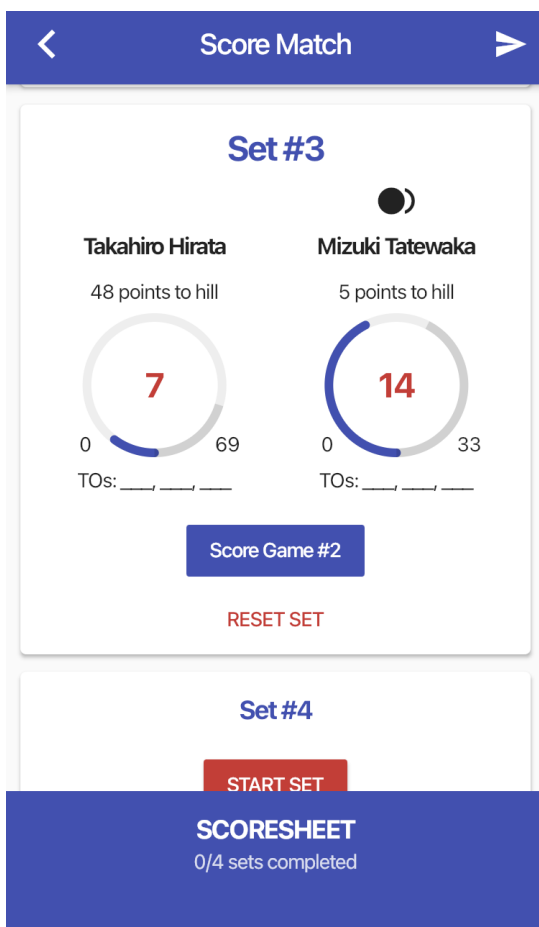 Score Match
Set #3
Takahiro Hirata
Mizuki Tatewaka
48 points to hill
5 points to hill
7
14
0
69
0
33
TOs: ___, ___, ___
TOs: ___, ___, ___
Score Game #2
RESET SET
Set #4
START SET
SCORESHEET
0/4 sets completed